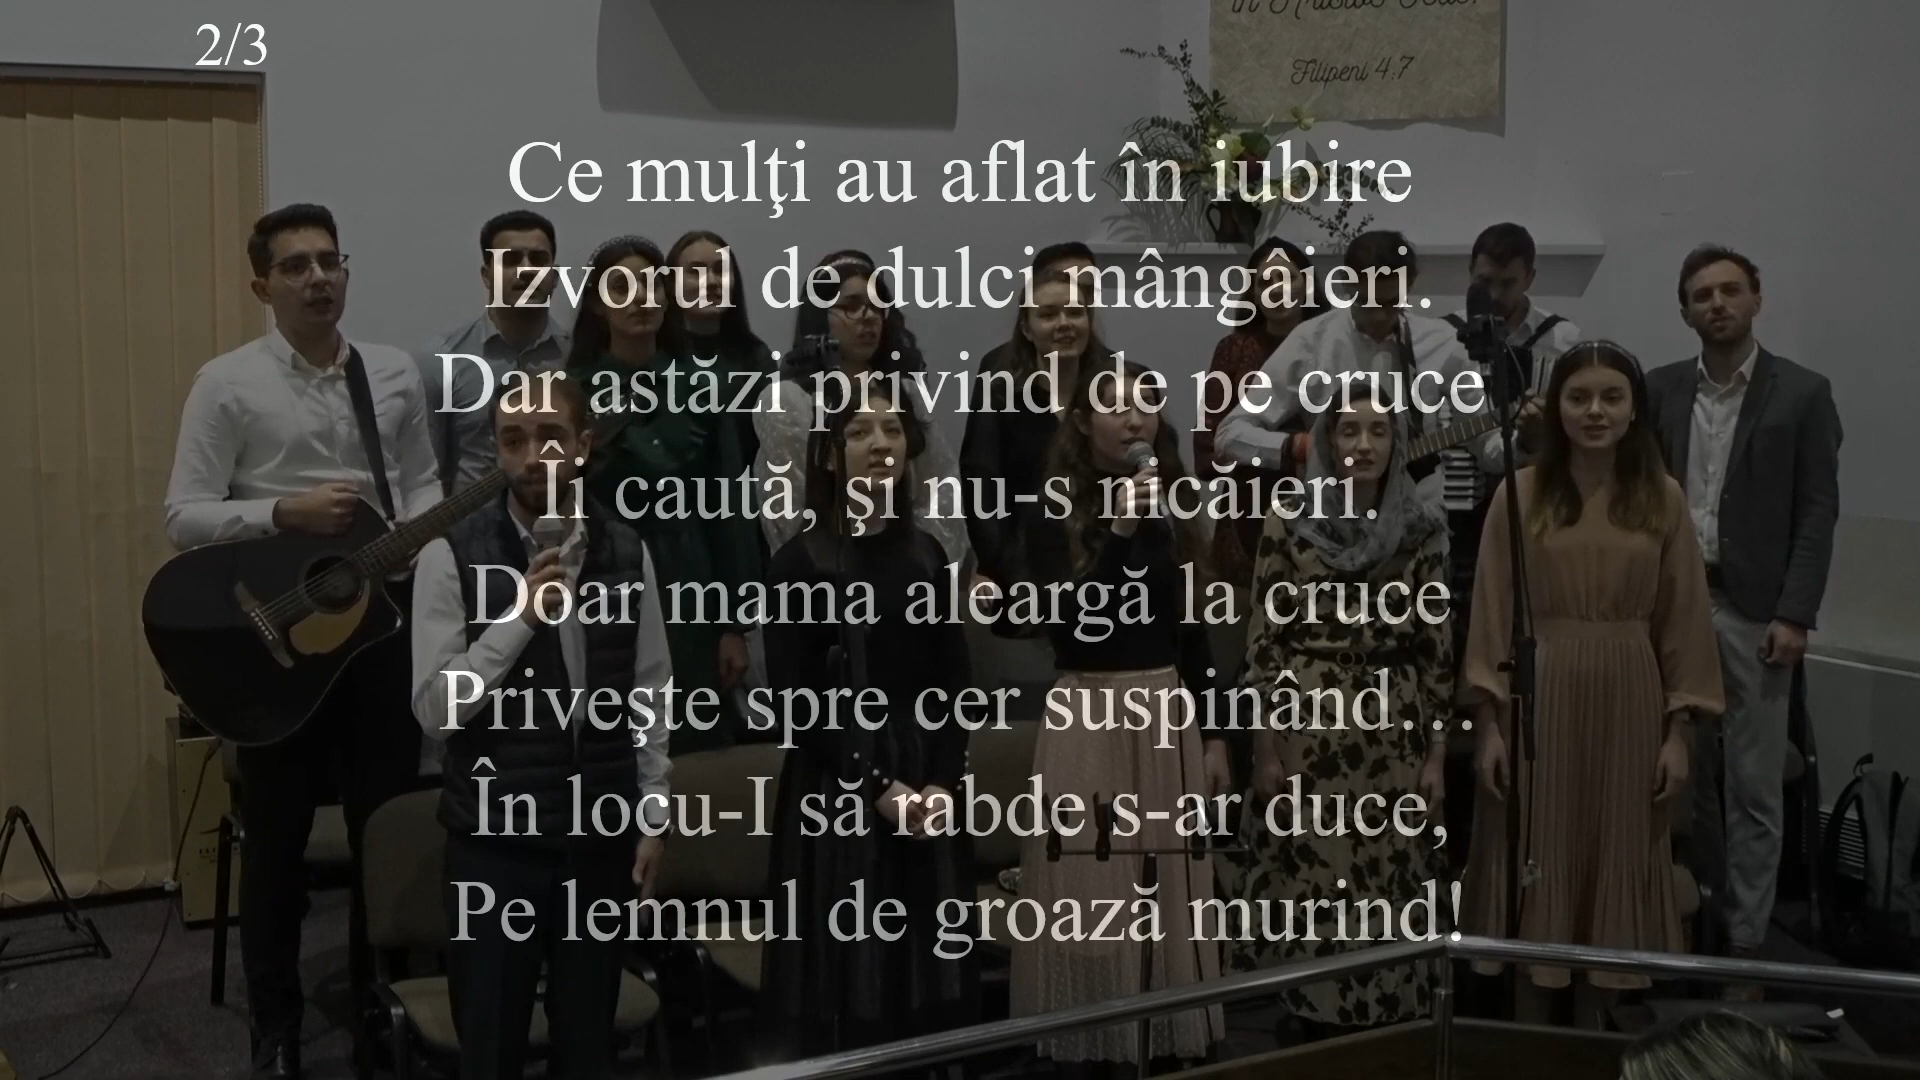 2/3
Filipeni 4:7
Ce mulţi au aflat în iubire
Izvorul de dulci mângâieri.
Dar astăzi privind de pe cruce
Îi caută, şi nu-s nicăieri.
Doar mama aleargă la cruce
Priveşte spre cer suspinând…
În locu-I să rabde s-ar duce,
Pe lemnul de groază murind!